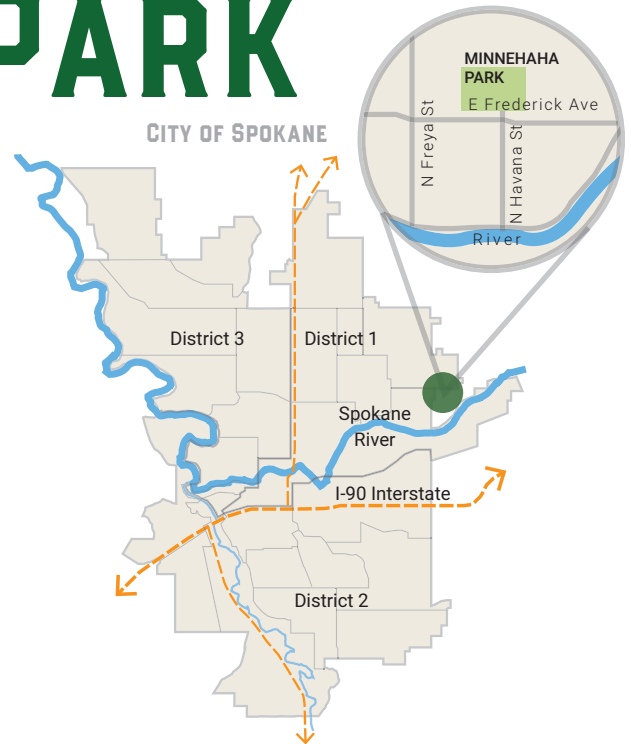 PARK
CITY OF SPOKANE
MINNEHAHA
PARK
E Frederick Ave
N Freya St
N Havana St
River
District 3
District 1
Spokane
River
I-90 Interstate
District 2